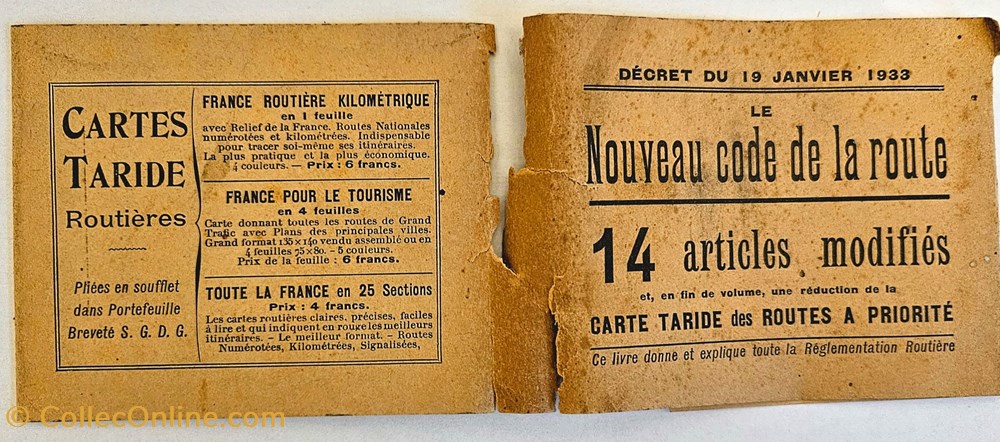 CARTES
TARIDE
Routières
Pliées en soufflet
dans Portefeuille
Breveté S. G. D. G.
FRANCE ROUTIÈRE KILOMÉTRIQUE
en 1 feuille
avec Relief de la France. Routes Nationales
numérotées et kilométrées. Indispensable
pour tracer soi-même ses itinéraires.
La plus pratique et la plus économique.
4 couleurs. — Prix : 6 francs.
FRANCE POUR LE TOURISME
en 4 feuilles
Carte donnant toutes les routes de Grand
Trafic avec Plans des principales villes.
Grand format 135×140 vendu assemblé ou en
4 feuilles 75×80. - 5 couleurs.
Prix de la feuille : 6 francs.
TOUTE LA FRANCE en 25 Sections
Prix : 4 francs.
Les cartes routières claires, précises, faciles
à lire et qui indiquent en rouge les meilleurs
itinéraires. - Le meilleur format. - Routes
Numérotées, Kilométrées, Signalisées,
DÉCRET DU 19 JANVIER 1933
LE
Nouveau code de la route
14 articles modifiés
et, en fin de volume, une réduction de la
CARTE TARIDE des ROUTES A PRIORITÉ
Ce livre donne et explique toute la Réglementation Routière
© CollecOnline.com